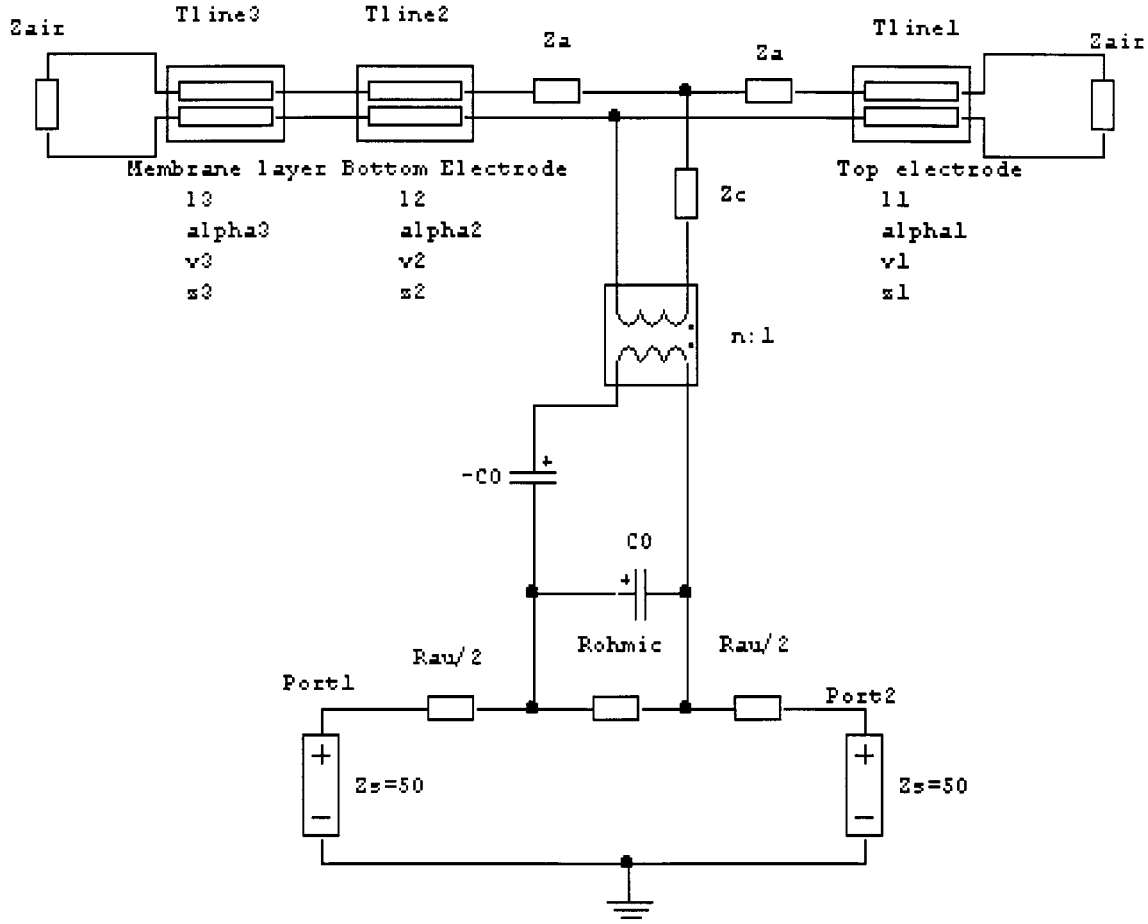 Tline3
Tline2
Zair
Za
Tline1
Za
Zair
Membrane layer
Bottom Electrode
Top electrode
l3
l2
l1
alpha3
alpha2
alpha1
v3
v2
v1
z3
z2
z1
Zc
n:1
-C0
+
C0
+
Rau/2
Rohmic
Rau/2
Port1
Port2
+
Zs=50
−
+
Zs=50
−